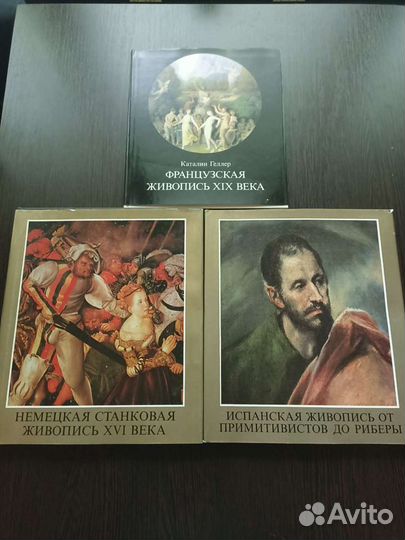 Каталин Геллер
ФРАНЦУЗСКАЯ
ЖИВОПИСЬ XIX ВЕКА
НЕМЕЦКАЯ СТАНКОВАЯ
ЖИВОПИСЬ XVI ВЕКА
ИСПАНСКАЯ ЖИВОПИСЬ ОТ
ПРИМИТИВИСТОВ ДО РИБЕРЫ
Avito